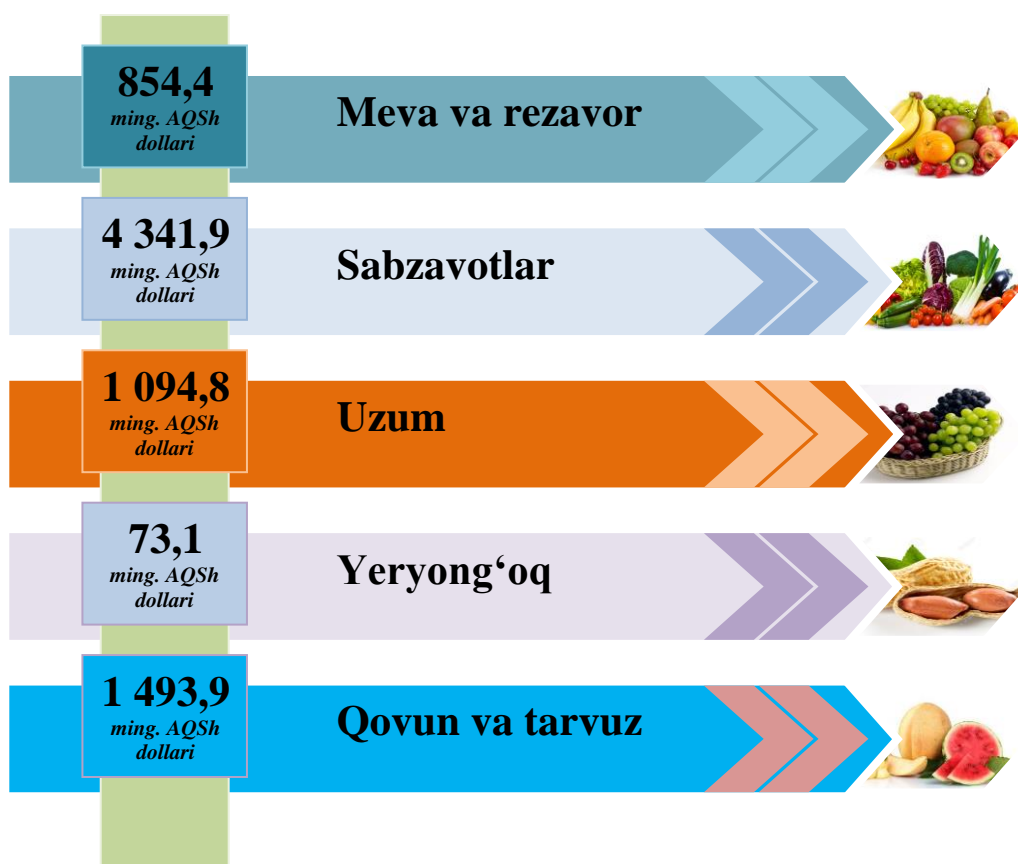 854,4
ming. AQSh
dollari
Meva va rezavor
4 341,9
ming. AQSh
dollari
Sabzavotlar
1 094,8
ming. AQSh
dollari
Uzum
73,1
ming. AQSh
dollari
Yeryong‘oq
1 493,9
ming. AQSh
dollari
Qovun va tarvuz